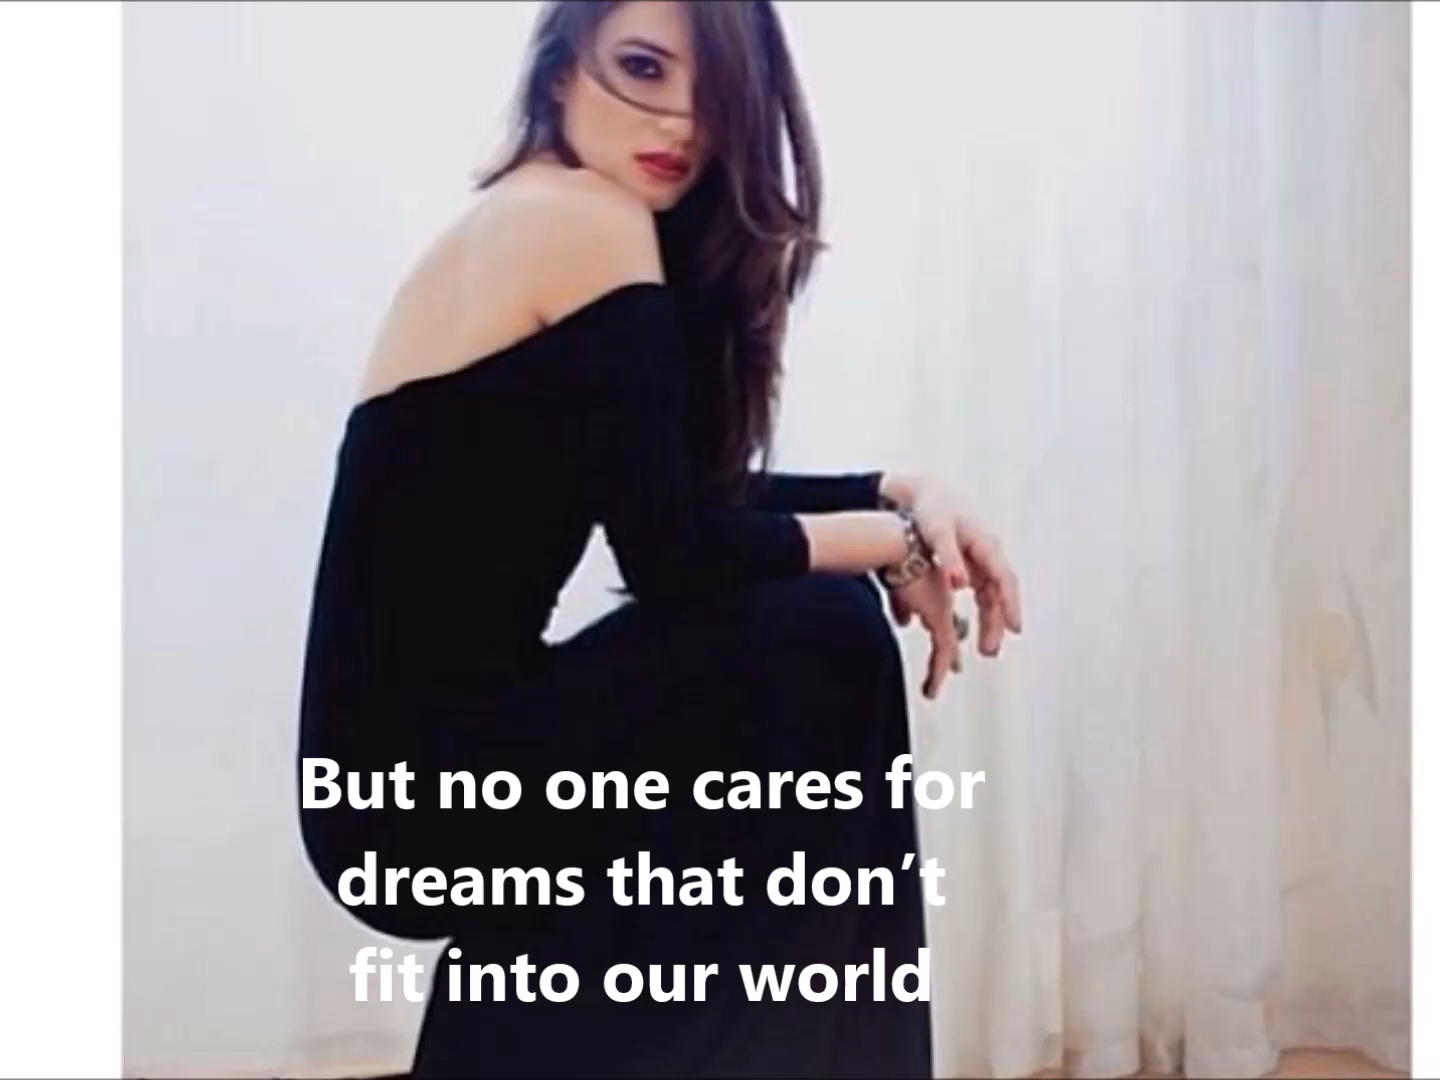 But no one cares for
dreams that don’t
fit into our world